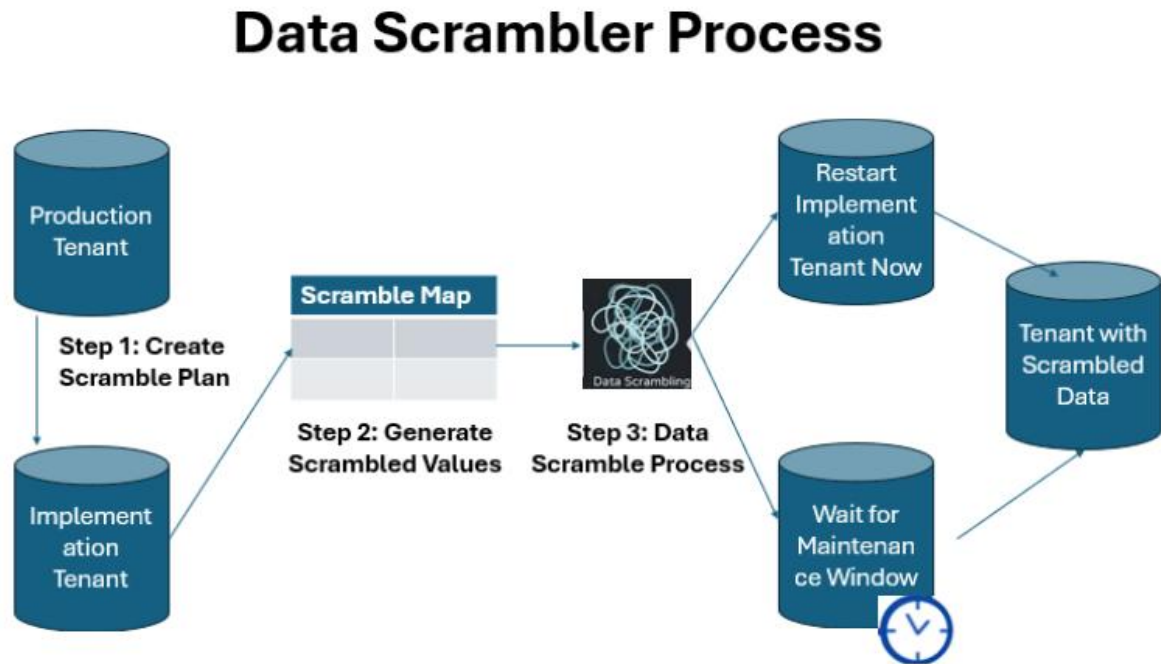 Data Scrambler Process
Production
Tenant
Step 1: Create
Scramble Plan
Implement
ation
Tenant
Scramble Map
Step 2: Generate
Scrambled Values
Data Scrambling
Step 3: Data
Scramble Process
Restart
Implement
ation
Tenant Now
Wait for
Maintenan
ce Window
Tenant with
Scrambled
Data